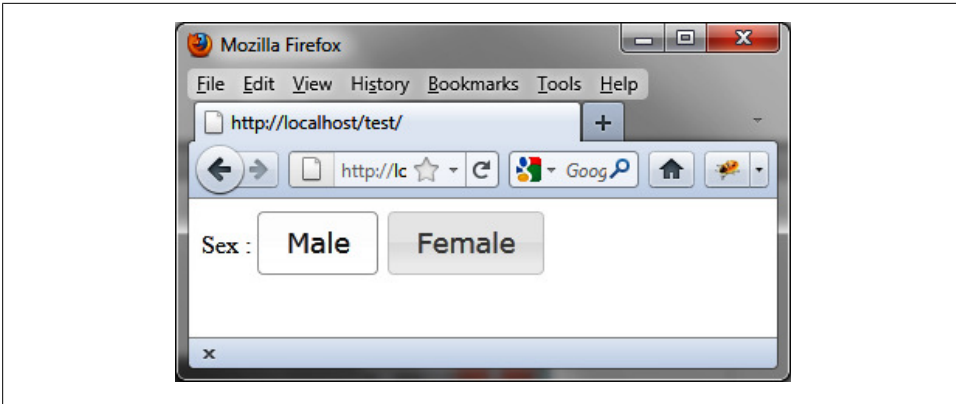 Mozilla Firefox
File Edit View History Bookmarks Tools Help
http://localhost/test/
http://lc Goog
Sex : Male Female